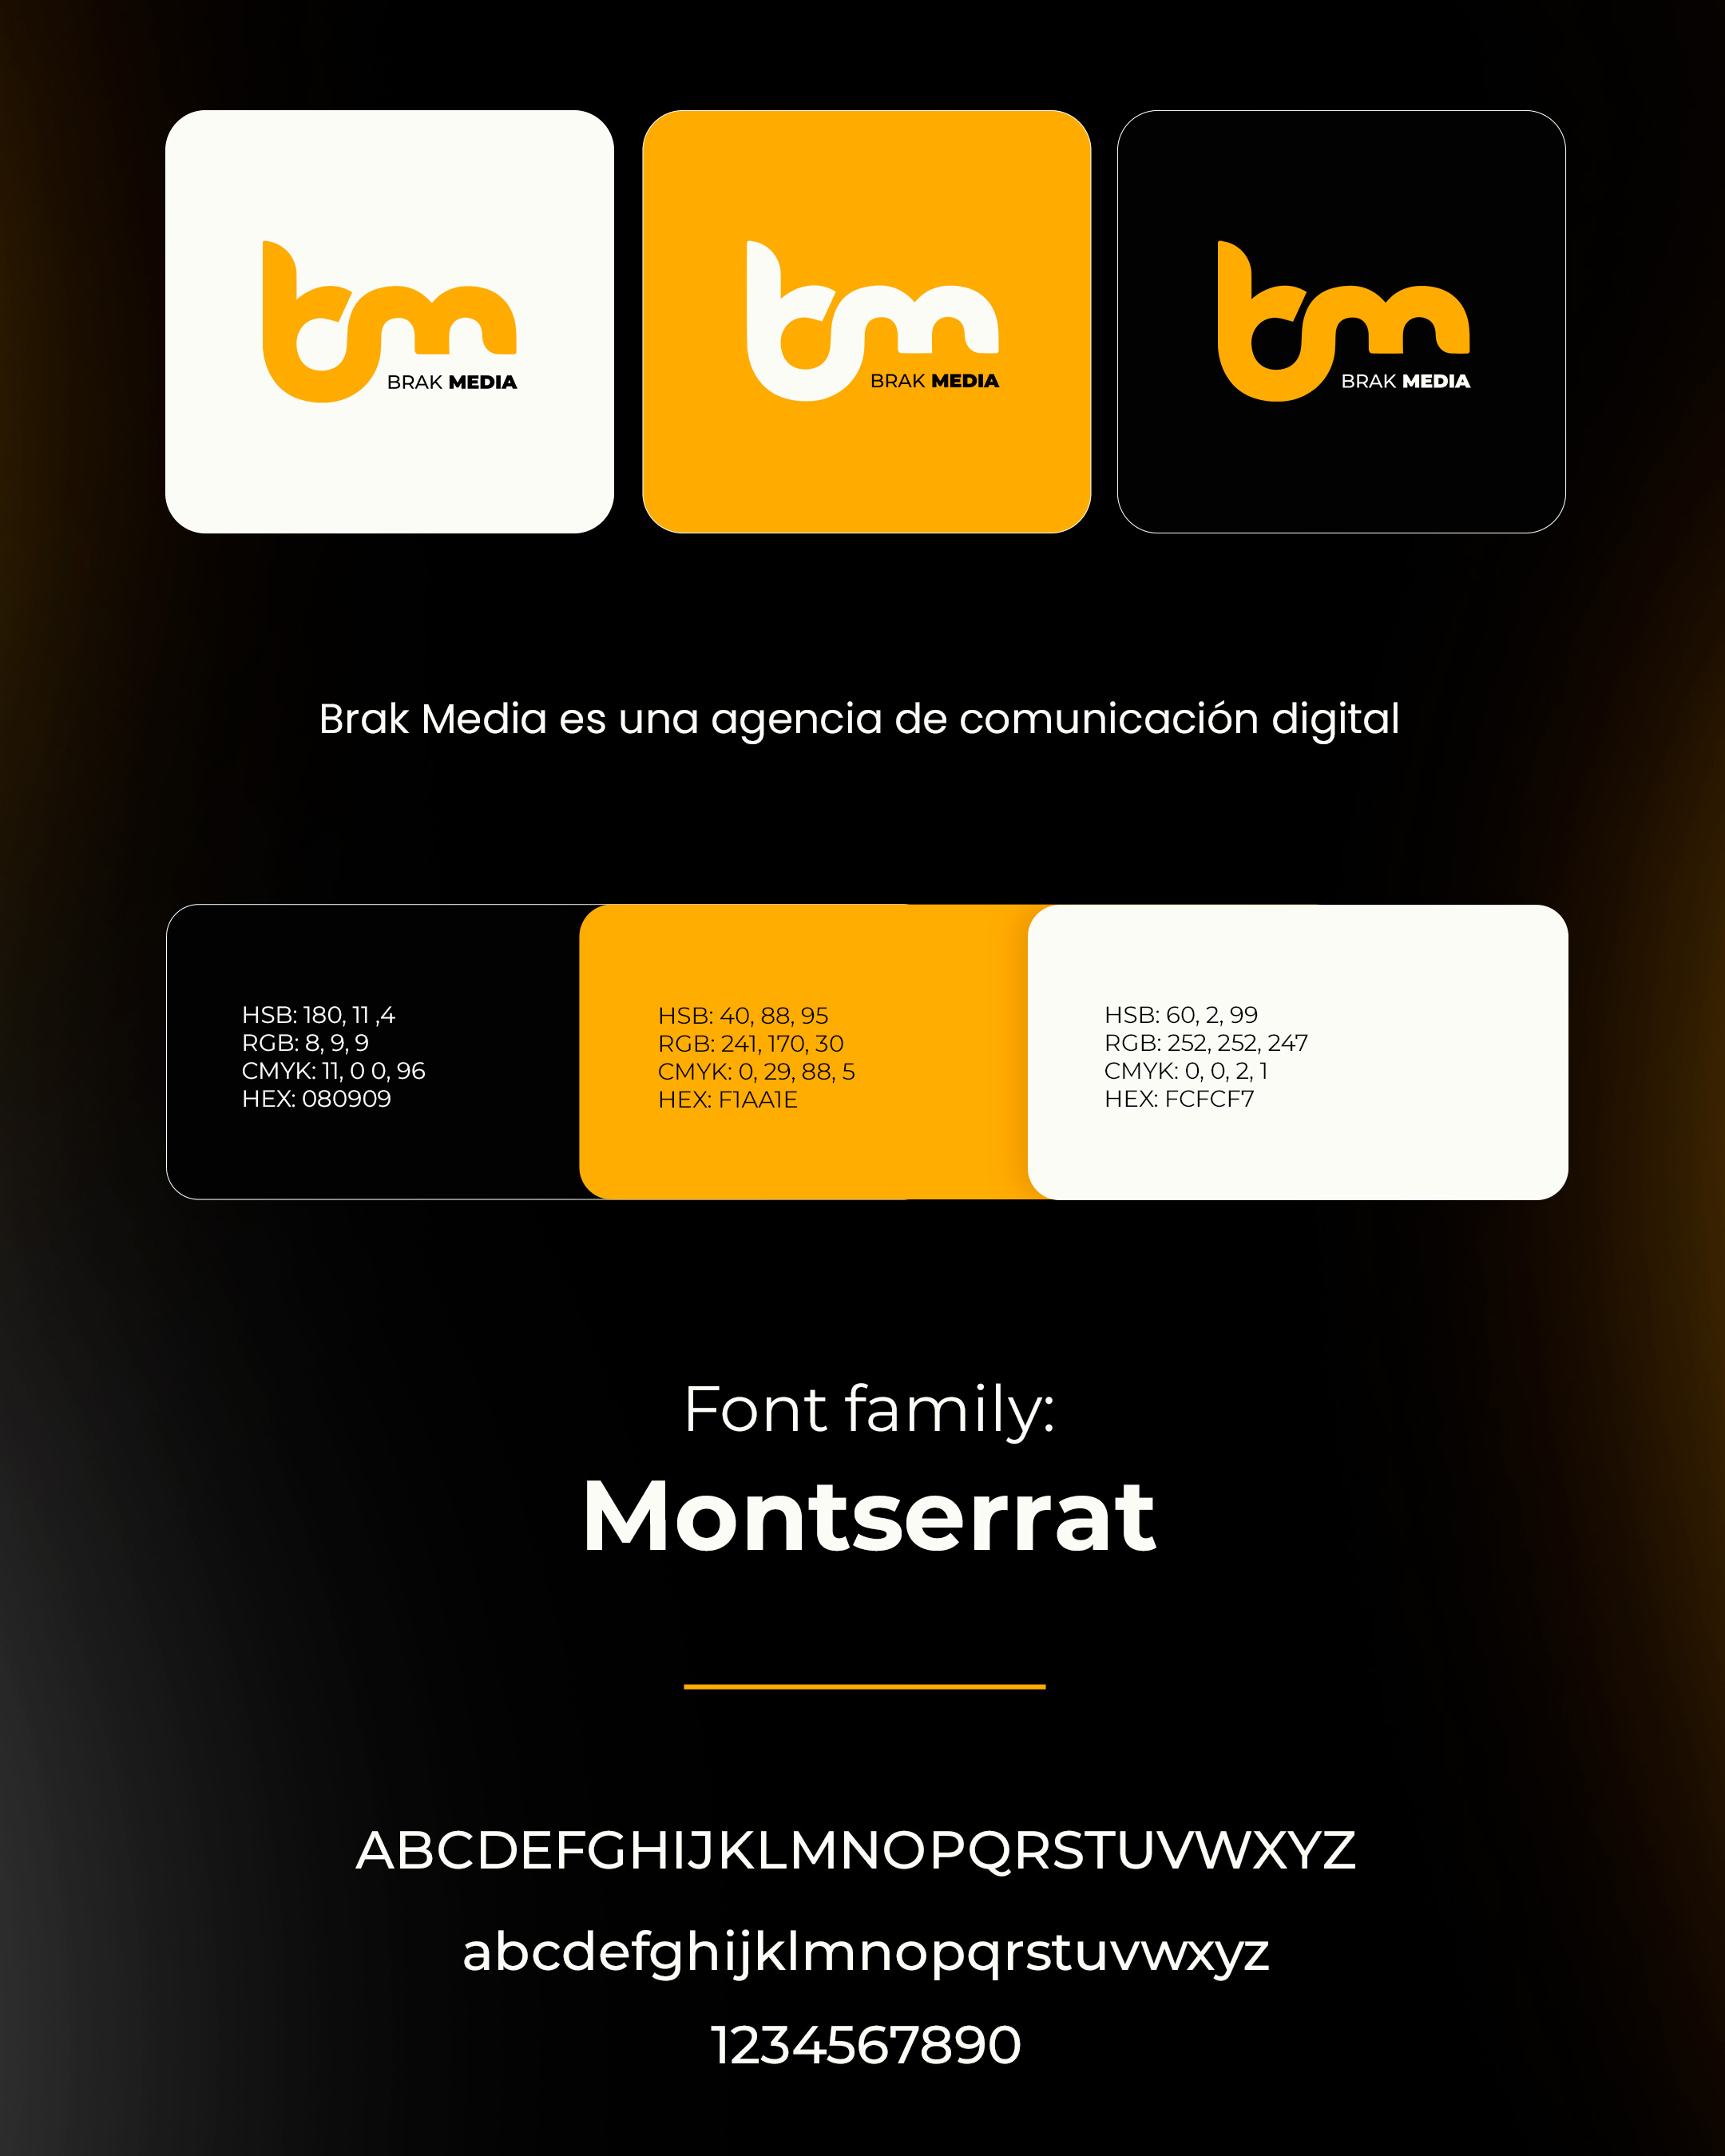 bm
BRAK MEDIA
bm
BRAK MEDIA
bm
BRAK MEDIA
Brak Media es una agencia de comunicación digital
HSB: 180, 11 ,4
RGB: 8, 9, 9
CMYK: 11, 0 0, 96
HEX: 080909
HSB: 40, 88, 95
RGB: 241, 170, 30
CMYK: 0, 29, 88, 5
HEX: F1AA1E
HSB: 60, 2, 99
RGB: 252, 252, 247
CMYK: 0, 0, 2, 1
HEX: FCFCF7
Font family:
Montserrat
ABCDEFGHIJKLMNOPQRSTUVWXYZ
abcdefghijklmnopqrstuvwxyz
1234567890